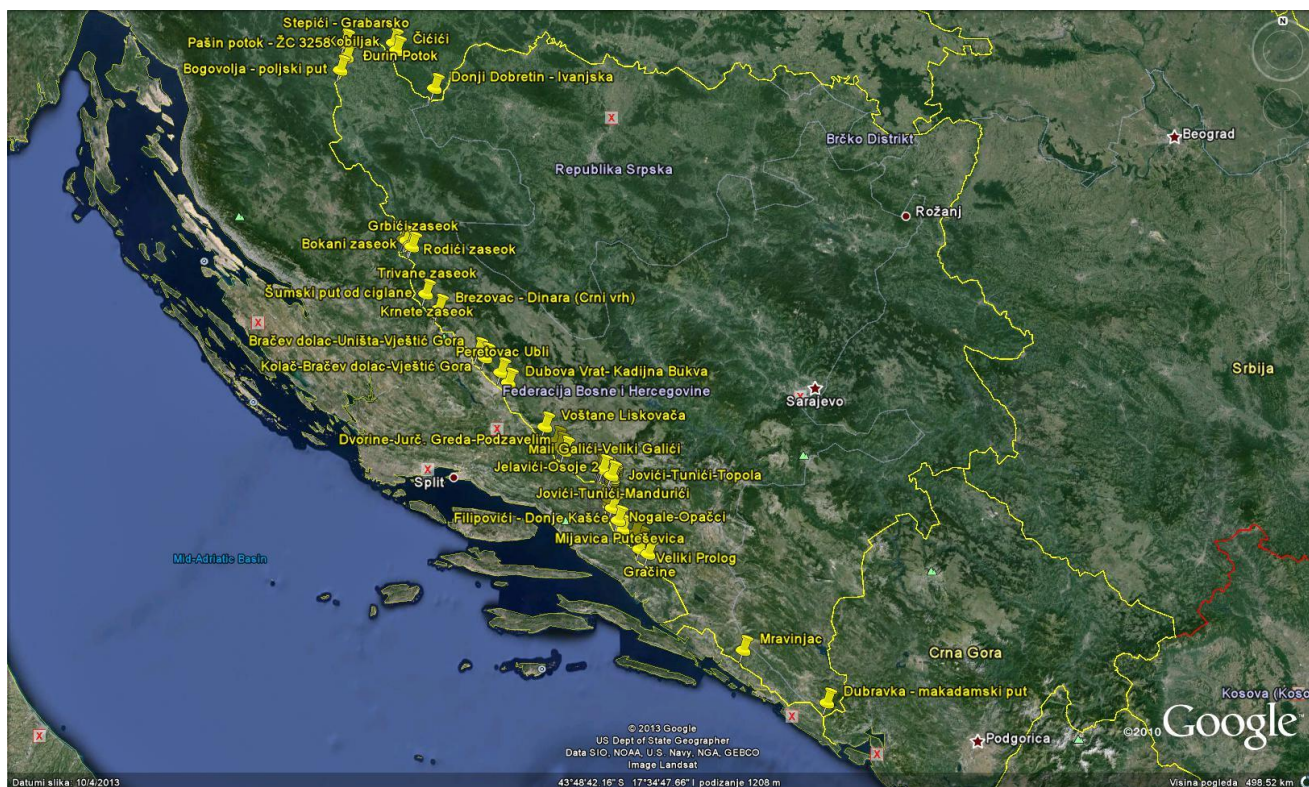 Stepići - Grabarsko
Pašin potok - ŽC 3258
Kobiljak
Čićići
Đurin Potok
Bogovolja - poljski put
Donji Dobretin - Ivanjska
Brčko Distrikt
Beograd
Republika Srpska
Rožanj
Grbići zaseok
Bokani zaseok
Rodići zaseok
Trivane zaseok
Šumski put od ciglane
Brezovac - Dinara (Crni vrh)
Krnete zaseok
Bračev dolac-Uništa-Vještić Gora
Peretovac Ubli
Kolač-Bračev dolac-Vještić Gora
Dubova Vrat- Kadijna Bukva
Federacija Bosne i Hercegovine
Srbija
Sarajevo
Voštane Liskovača
Dvorine-Jurč. Greda-Podzavelim
Mali Galići-Veliki Galići
Jelavići-Osoje 2
Jovići-Tunići-Topola
Split
Jovići-Tunići-Mandurići
Filipovići - Donje Kašće
Nogale-Opačci
Mijavica Puteševica
Veliki Prolog
Gračine
Mid-Adriatic Basin
Mravinjac
Crna Gora
Dubravka - makadamski put
Kosova (Koso
Podgorica
© 2013 Google
US Dept of State Geographer
Data SIO, NOAA, U.S. Navy, NGA, GEBCO
Image Landsat
©2010 Google
Datumi slika: 10/4/2013
43°48'42.16" S 17°34'47.66" I podizanje 1208 m
Visina pogleda 498.52 km
N